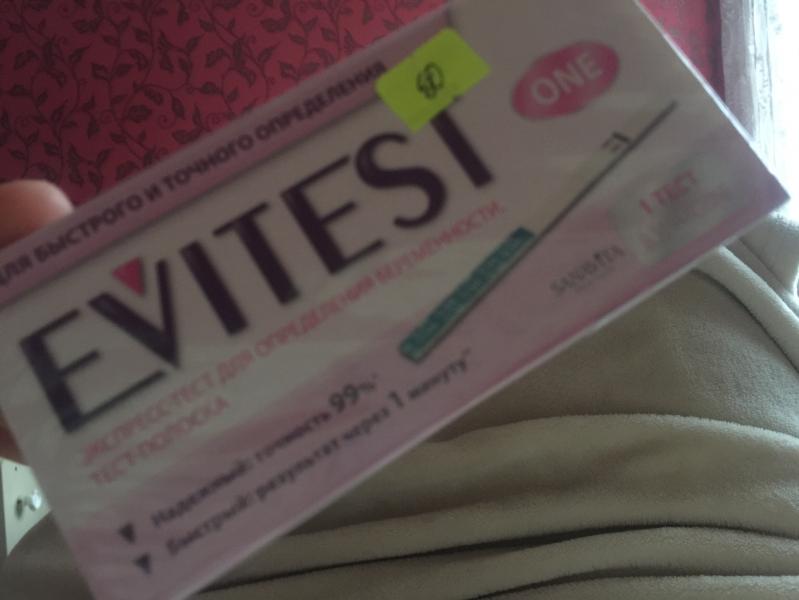 ДЛЯ БЫСТРОГО И ТОЧНОГО ОПРЕДЕЛЕНИЯ
ONE
EVITEST
1 ТЕСТ
ЭКСПРЕСС-ТЕСТ ДЛЯ ОПРЕДЕЛЕНИЯ БЕРЕМЕННОСТИ
ТЕСТ-ПОЛОСКА
Надежный: точность 99%*
Быстрый: результат через 1 минуту**